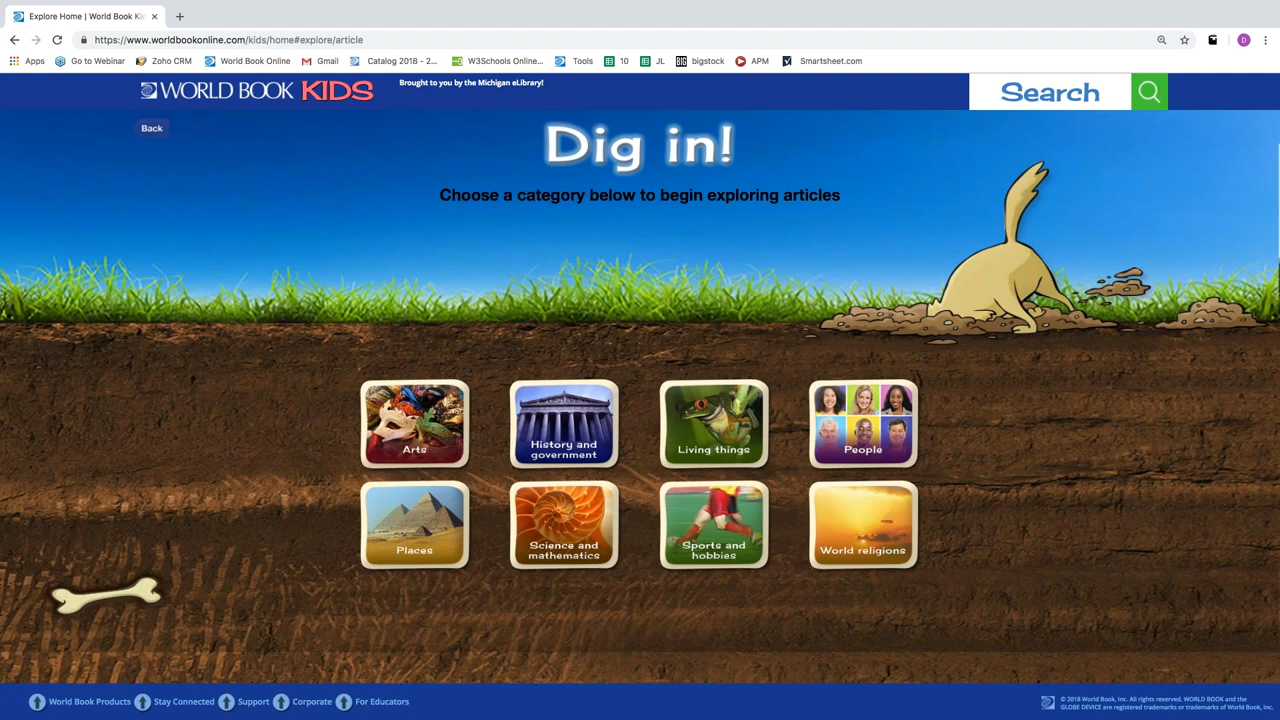 Explore Home | World Book Ki
https://www.worldbookonline.com/kids/home#explore/article
Apps Go to Webinar Zoho CRM World Book Online Gmail Catalog 2018 - 2... W3Schools Online... Tools 10 JL BIG bigstock APM Smartsheet.com
WORLD BOOK KIDS
Brought to you by the Michigan eLibrary!
Search
Back
Dig in!
Choose a category below to begin exploring articles
Arts
History and
government
Living things
People
Places
Science and
mathematics
Sports and
hobbies
World religions
World Book Products Stay Connected Support Corporate For Educators
© 2018 World Book, Inc. All rights reserved. WORLD BOOK and the
GLOBE DEVICE are registered trademarks or trademarks of World Book, Inc.
D